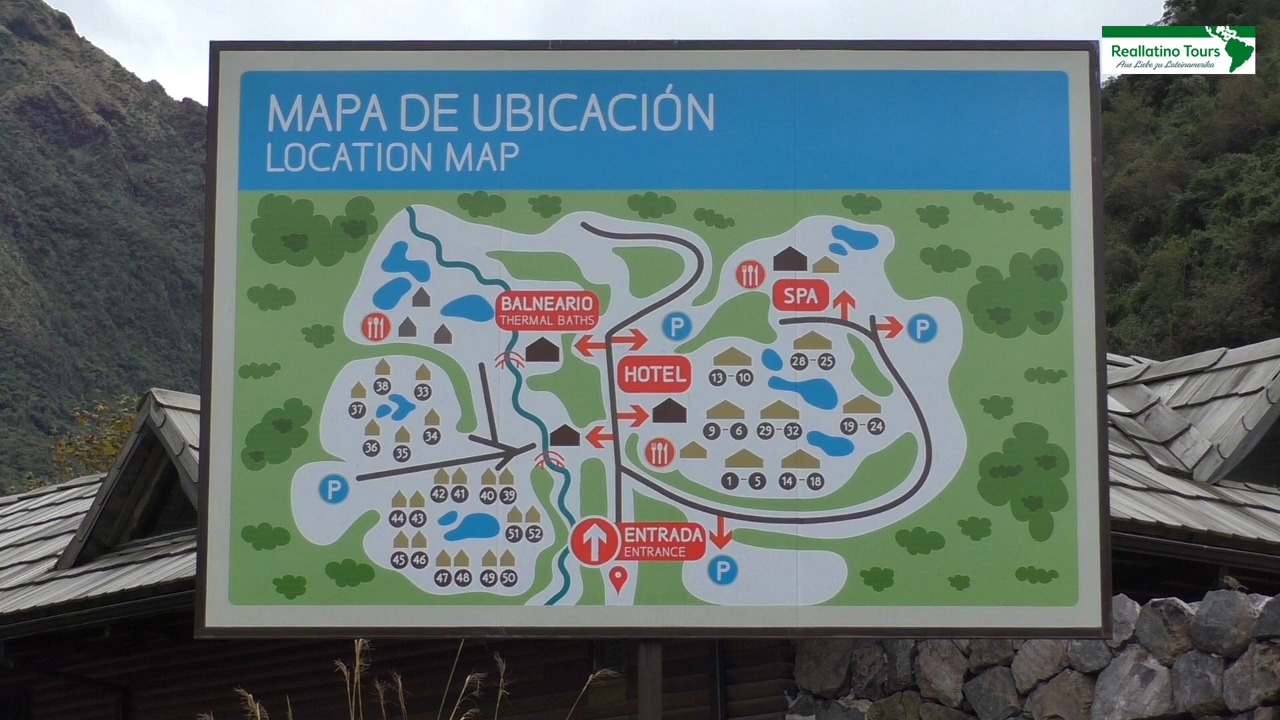 Reallatino Tours
Aus Liebe zu Lateinamerika
MAPA DE UBICACIÓN
LOCATION MAP
SPA
BALNEARIO
THERMAL BATHS
P
P
HOTEL
28-25
13-10
38
33
37
9-6
29-32
19-24
34
36
35
1-5
14-18
P
42 41
40 39
44 43
51 52
ENTRADA
ENTRANCE
45 46
47 48
49 50
P